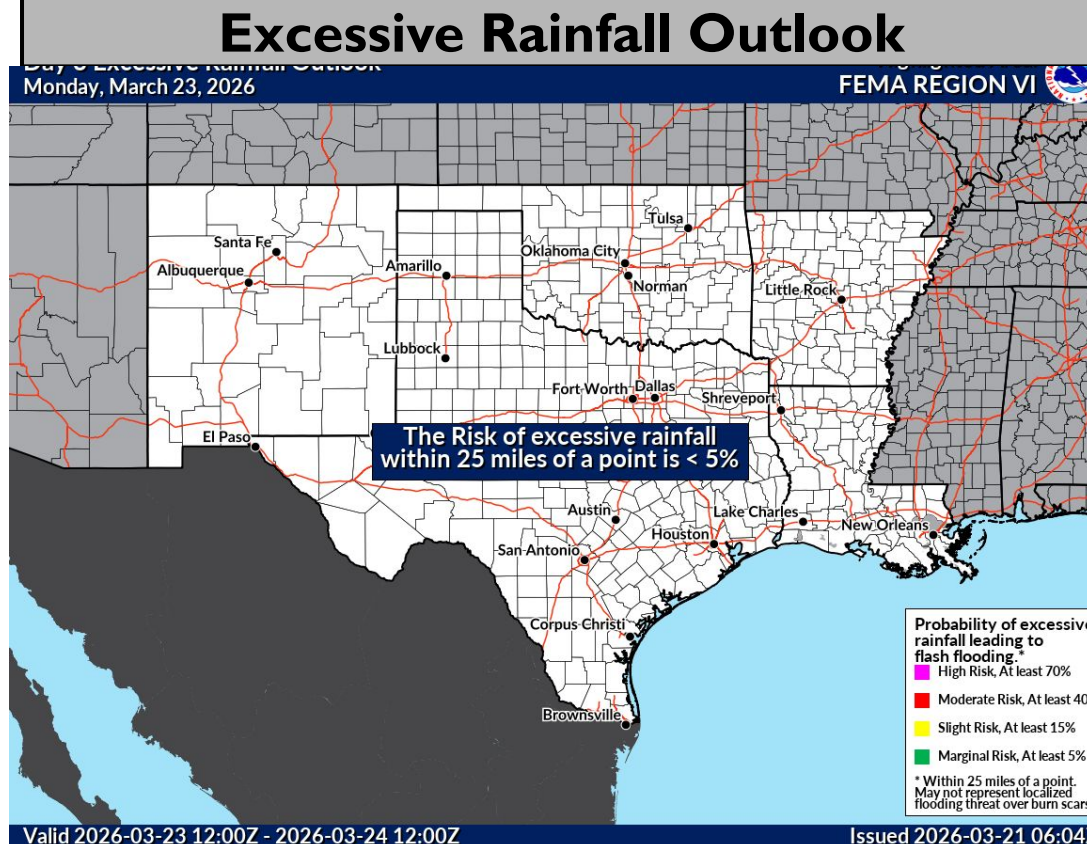 Excessive Rainfall Outlook
Excessive Rainfall Outlook
Monday, March 23, 2026
FEMA REGION VI
Tulsa
Santa Fe
Oklahoma City
Albuquerque
Amarillo
Norman
Little Rock
Lubbock
Fort Worth
Dallas
Shreveport
El Paso
The Risk of excessive rainfall
within 25 miles of a point is < 5%
Austin
Lake Charles
New Orleans
Houston
San Antonio
Corpus Christi
Brownsville
Probability of excessive
rainfall leading to
flash flooding.*
High Risk, At least 70%
Moderate Risk, At least 40
Slight Risk, At least 15%
Marginal Risk, At least 5%
* Within 25 miles of a point.
May not represent localized
flooding threat over burn scars
Valid 2026-03-23 12:00Z - 2026-03-24 12:00Z
Issued 2026-03-21 06:04